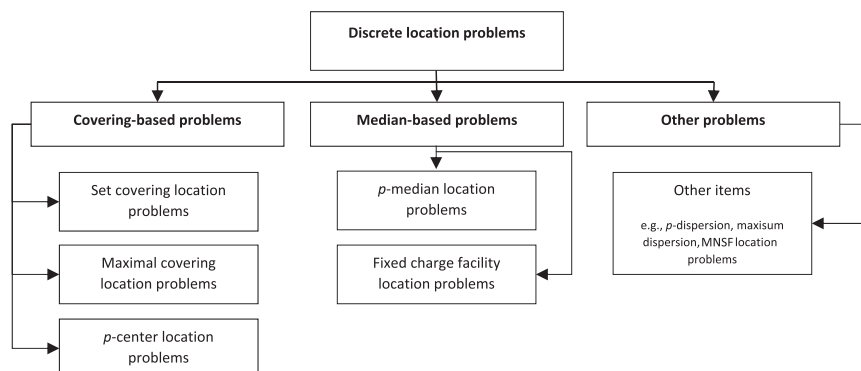 Discrete location problems
Covering-based problems
Median-based problems
Other problems
Set covering location
problems
Maximal covering
location problems
p-center location
problems
p-median location
problems
Fixed charge facility
location problems
Other items
e.g., p-dispersion, maxisum
dispersion, MNSF location
problems